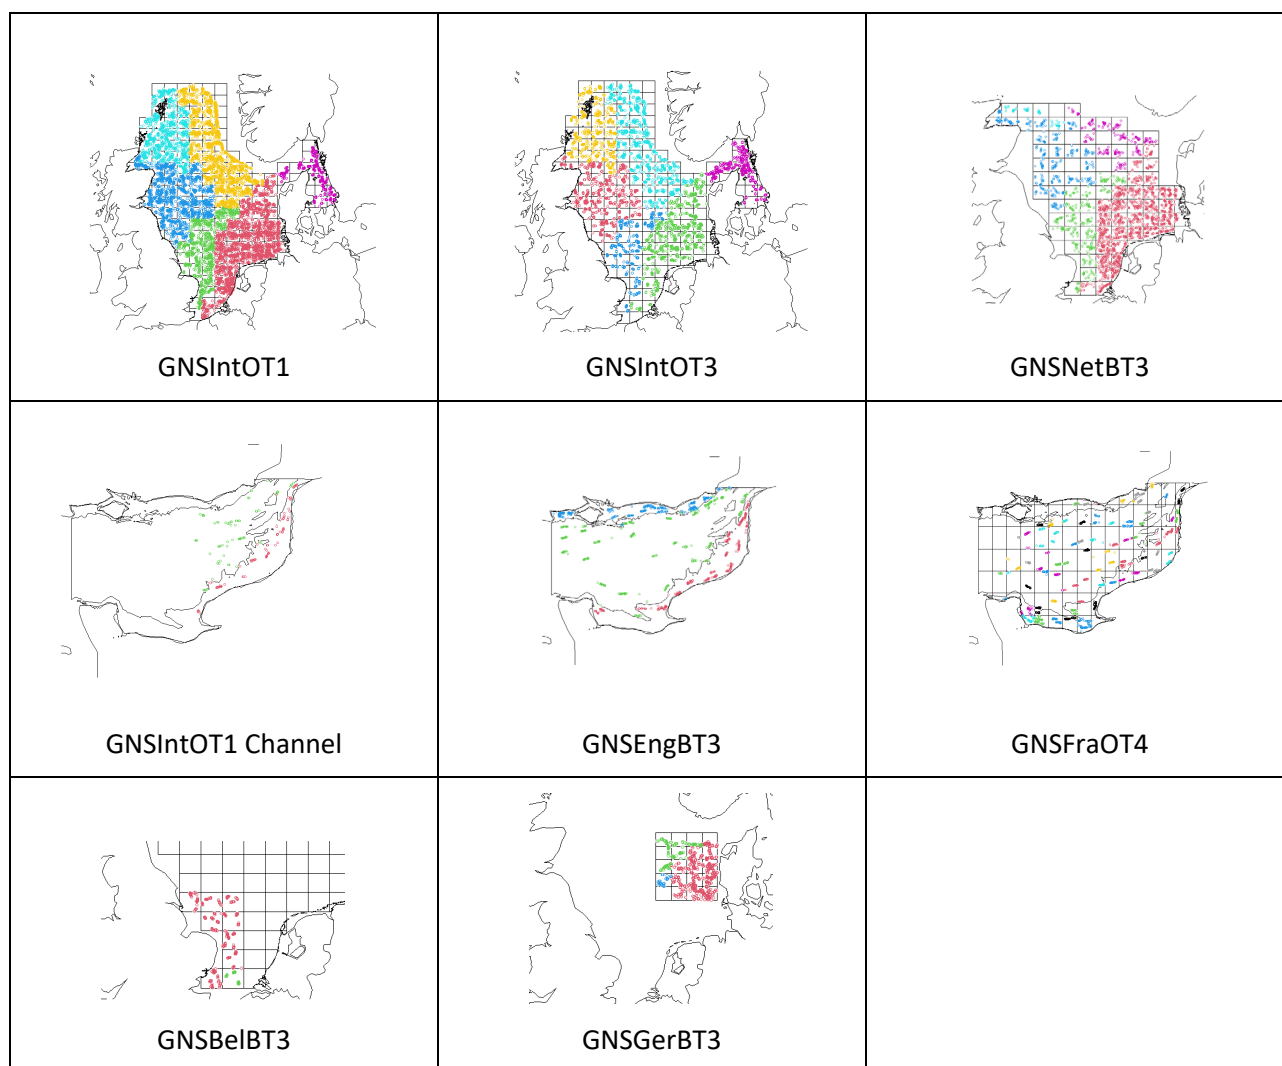 GNSIntOT1
GNSIntOT3
GNSNetBT3
GNSIntOT1 Channel
GNSEngBT3
GNSFraOT4
GNSBelBT3
GNSGerBT3